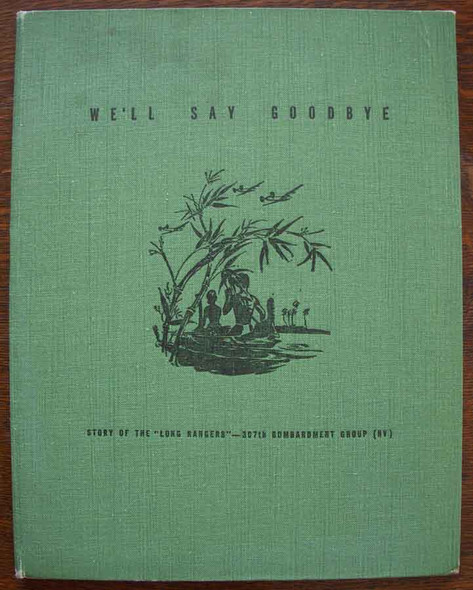 WE'LL SAY GOODBYE
STORY OF THE "LONG RANGERS"—307th BOMBARDMENT GROUP (HV)